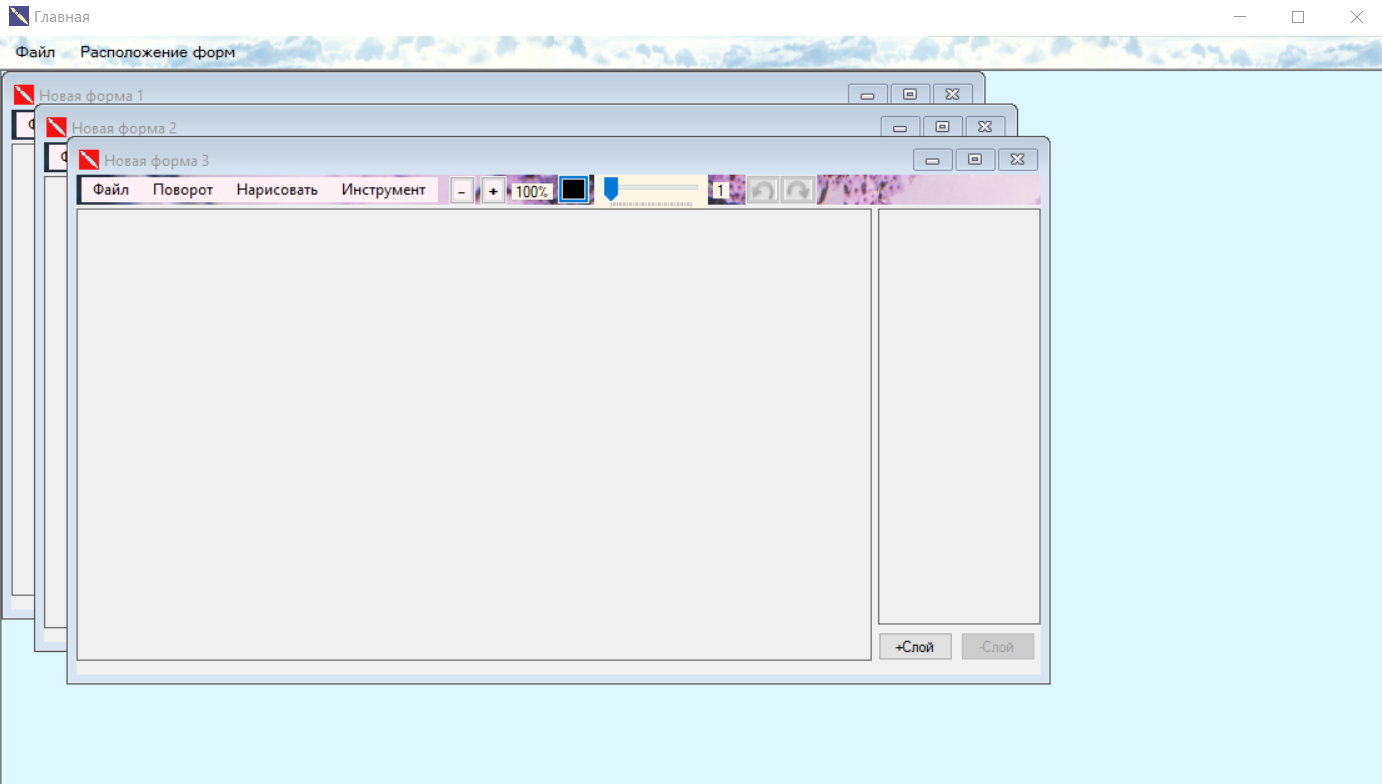 Главная
Файл Расположение форм
Новая форма 1
Новая форма 2
Новая форма 3
Файл Поворот Нарисовать Инструмент - + 100% 1
+Слой -Слой